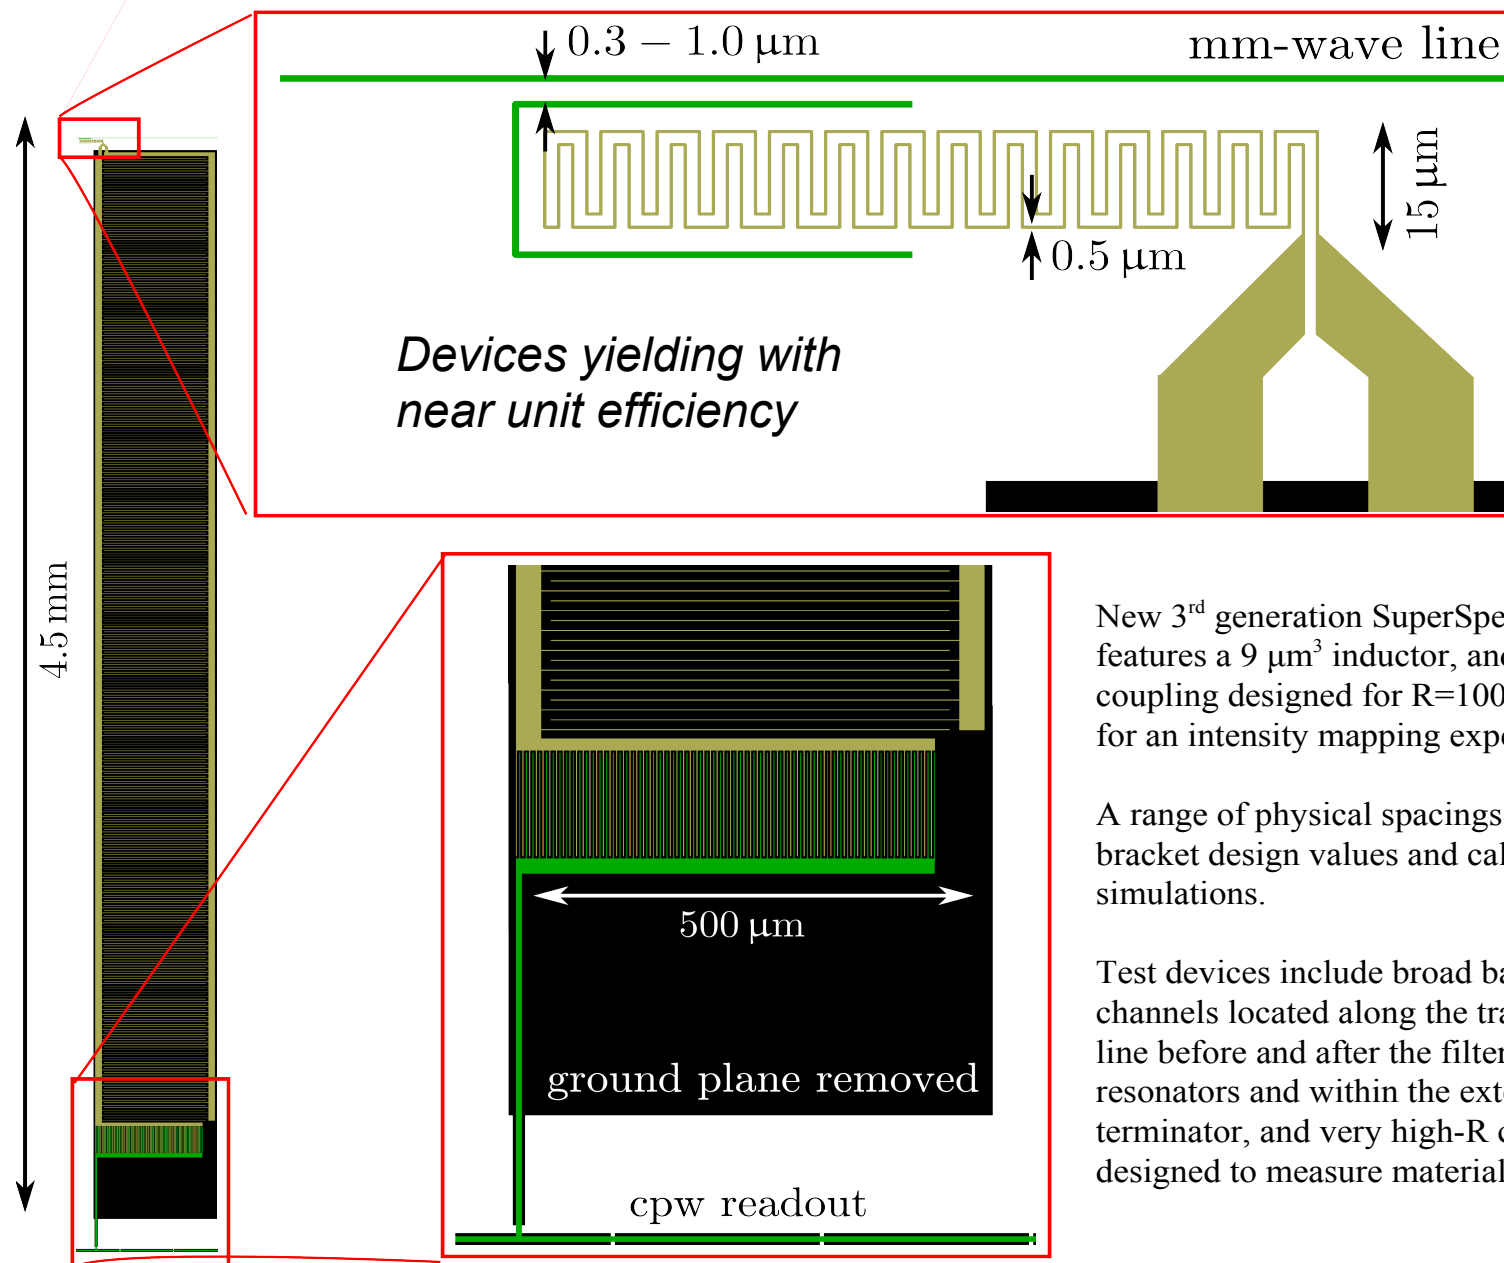 0.3 − 1.0 μm
mm-wave line
15 μm
0.5 μm
Devices yielding with
near unit efficiency
4.5 mm
500 μm
ground plane removed
cpw readout
New 3rd generation SuperSpe
features a 9 μm³ inductor, and
coupling designed for R=100
for an intensity mapping expe
A range of physical spacings
bracket design values and cal
simulations.
Test devices include broad ba
channels located along the tra
line before and after the filter
resonators and within the exte
terminator, and very high-R d
designed to measure material